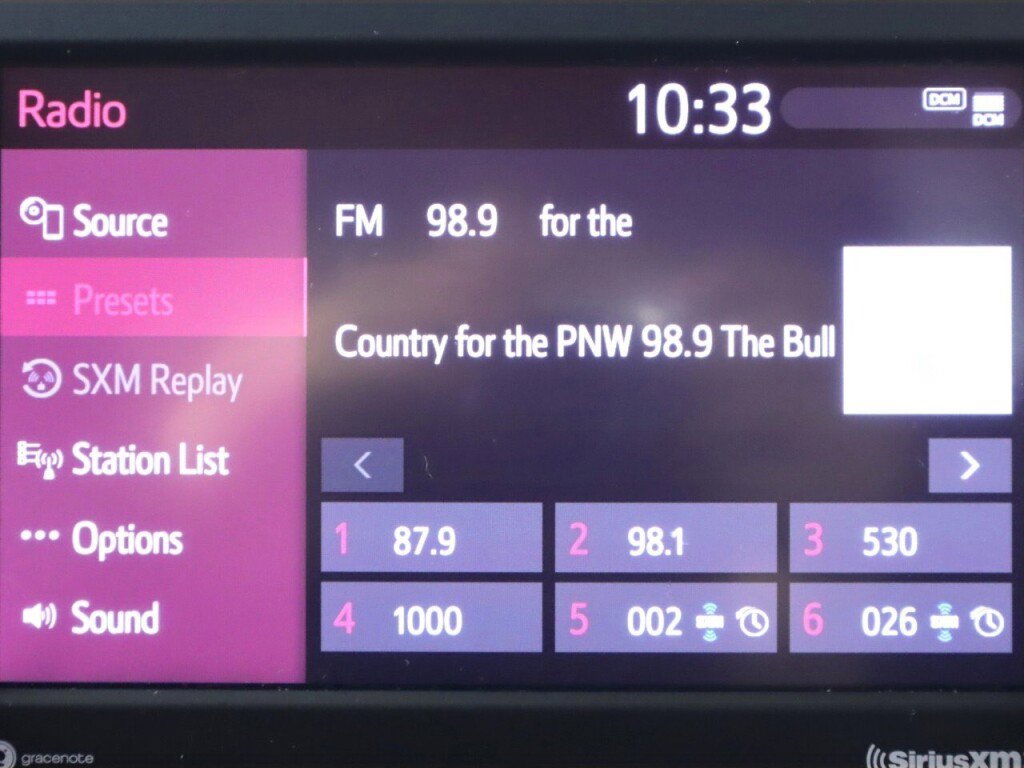 Radio
10:33
DCM
DCM
Source
Presets
SXM Replay
Station List
Options
Sound
FM 98.9 for the
Country for the PNW 98.9 The Bull
1 87.9
2 98.1
3 530
4 1000
5 002
6 026
gracenote
SiriusXM